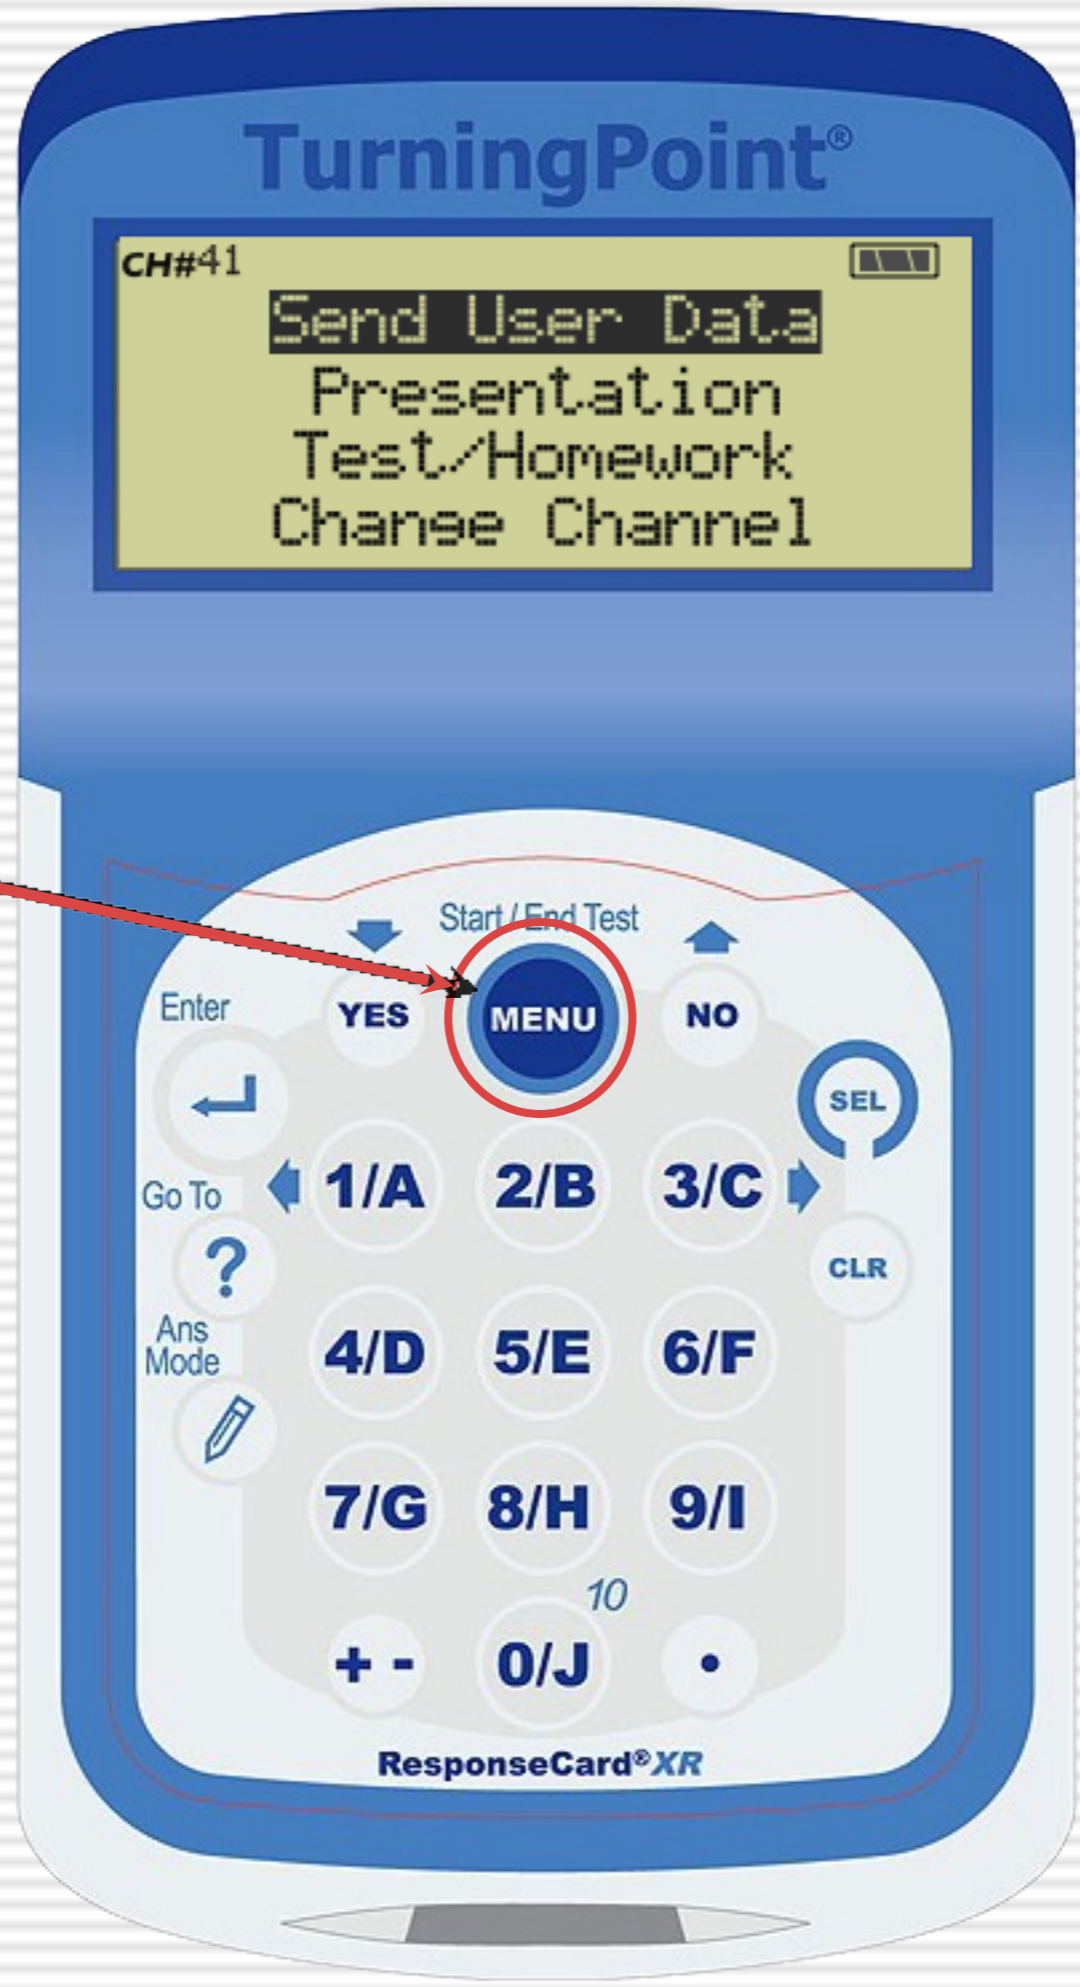 TurningPoint®
CH#41
Send User Data
Presentation
Test/Homework
Change Channel
Start / End Test
Enter
YES MENU NO
SEL
Go To
1/A 2/B 3/C
?
CLR
Ans
Mode
4/D 5/E 6/F
7/G 8/H 9/I
10
+ - 0/J •
ResponseCard® XR